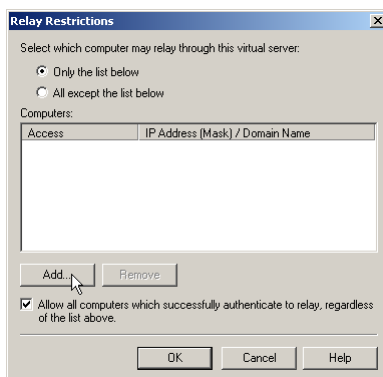 Relay Restrictions
Select which computer may relay through this virtual server:
Only the list below
All except the list below
Computers:
Access IP Address (Mask) / Domain Name
Add... Remove
Allow all computers which successfully authenticate to relay, regardless
of the list above.
OK Cancel Help